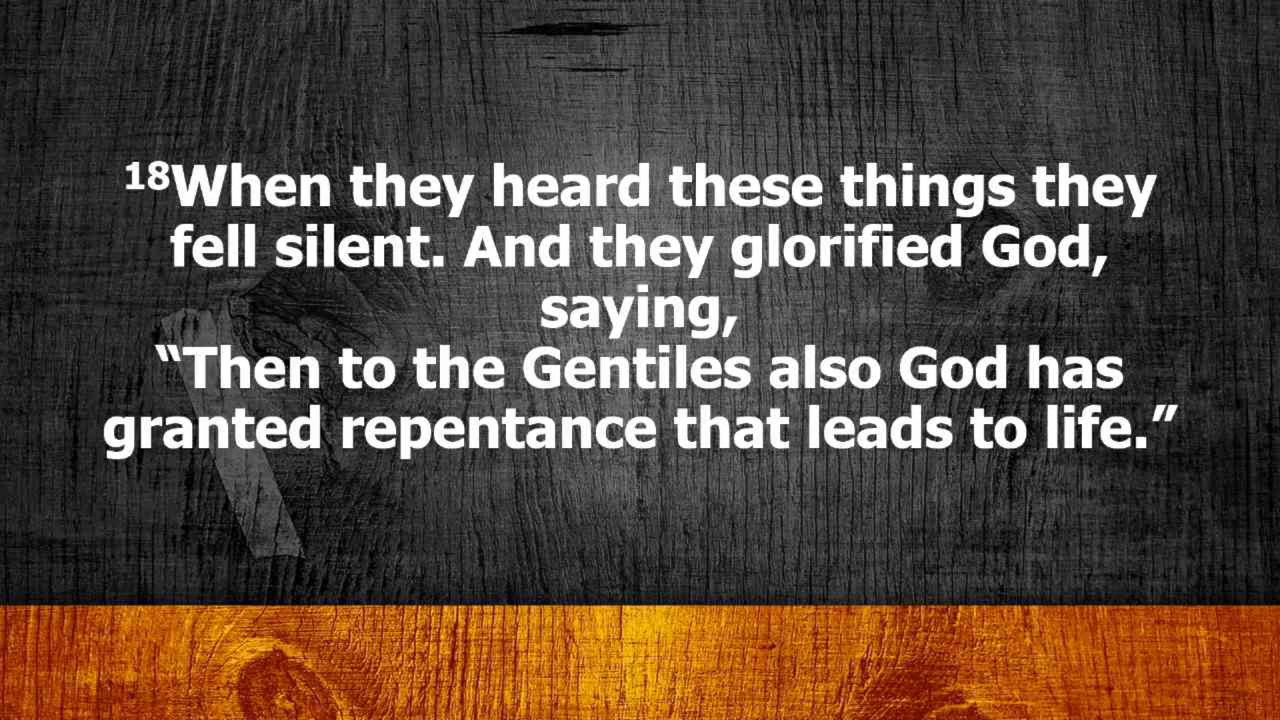 18When they heard these things they
fell silent. And they glorified God,
saying,
“Then to the Gentiles also God has
granted repentance that leads to life.”